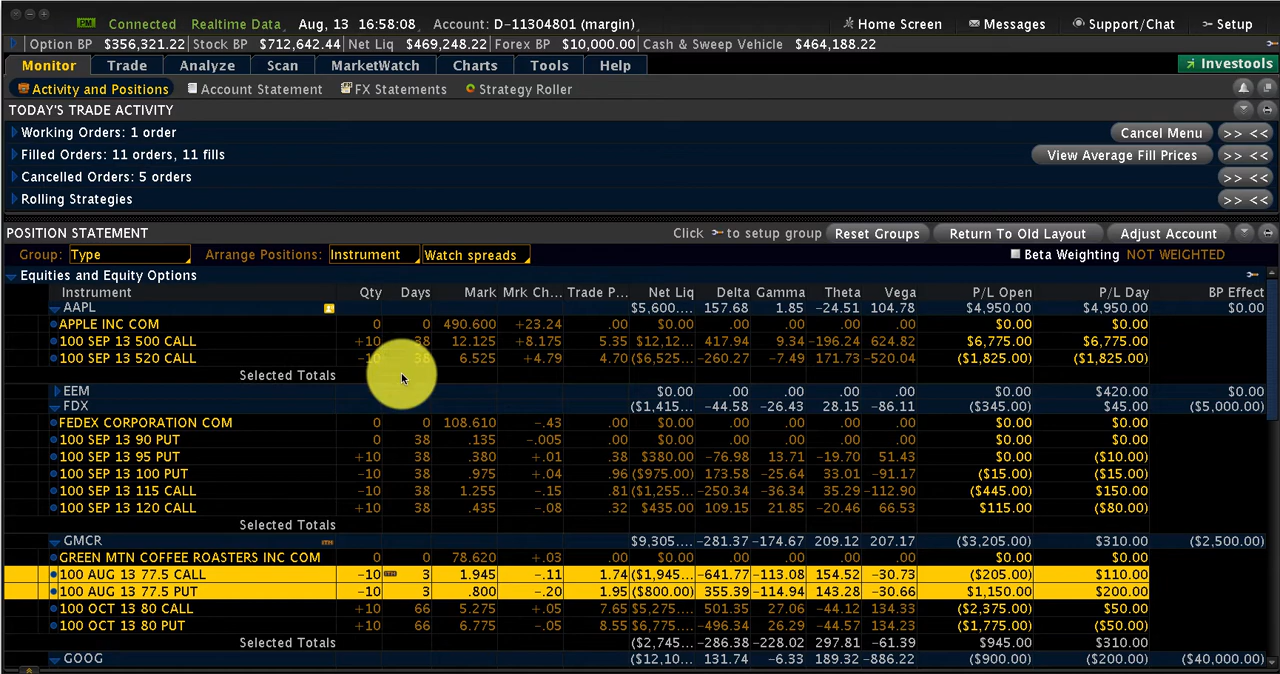 Connected Realtime Data Aug, 13 16:58:08 Account: D-11304801 (margin) Home Screen Messages Support/Chat Setup
Option BP $356,321.22 Stock BP $712,642.44 Net Liq $469,248.22 Forex BP $10,000.00 Cash & Sweep Vehicle $464,188.22
Monitor Trade Analyze Scan MarketWatch Charts Tools Help Investools
Activity and Positions Account Statement FX Statements Strategy Roller
TODAY'S TRADE ACTIVITY
Working Orders: 1 order Cancel Menu >> <<
Filled Orders: 11 orders, 11 fills View Average Fill Prices >> <<
Cancelled Orders: 5 orders >> <<
Rolling Strategies >> <<
POSITION STATEMENT Click to setup group Reset Groups Return To Old Layout Adjust Account
Group: Type Arrange Positions: Instrument Watch spreads Beta Weighting NOT WEIGHTED
Equities and Equity Options
Instrument Qty Days Mark Mrk Ch... Trade P... Net Liq Delta Gamma Theta Vega P/L Open P/L Day BP Effect
AAPL $5,600.... 157.68 1.85 -24.51 104.78 $4,950.00 $4,950.00 $0.00
APPLE INC COM 0 0 490.600 +23.24 .00 $0.00 .00 .00 .00 .00 $0.00 $0.00
100 SEP 13 500 CALL +10 38 12.125 +8.175 5.35 $12,12... 417.94 9.34 -196.24 624.82 $6,775.00 $6,775.00
100 SEP 13 520 CALL -10 38 6.525 +4.79 4.70 ($6,525... -260.27 -7.49 171.73 -520.04 ($1,825.00) ($1,825.00)
Selected Totals
EEM $0.00 .00 .00 .00 .00 $0.00 $420.00 $0.00
FDX ($1,415... -44.58 -26.43 28.15 -86.11 ($345.00) $45.00 ($5,000.00)
FEDEX CORPORATION COM 0 0 108.610 -.43 .00 $0.00 .00 .00 .00 .00 $0.00 $0.00
100 SEP 13 90 PUT 0 38 .135 -.005 .00 $0.00 .00 .00 .00 .00 $0.00 $0.00
100 SEP 13 95 PUT +10 38 .380 +.01 .38 $380.00 -76.98 13.71 -19.70 51.43 $0.00 ($10.00)
100 SEP 13 100 PUT -10 38 .975 +.04 .96 ($975.00) 173.58 -25.64 33.01 -91.17 ($15.00) ($15.00)
100 SEP 13 115 CALL -10 38 1.255 -.15 .81 ($1,255... -250.34 -36.34 35.29 -112.90 ($445.00) $150.00
100 SEP 13 120 CALL +10 38 .435 -.08 .32 $435.00 109.15 21.85 -20.46 66.53 $115.00 ($80.00)
Selected Totals
GMCR $9,305.... -281.37 -174.67 209.12 207.17 ($3,205.00) $310.00 ($2,500.00)
GREEN MTN COFFEE ROASTERS INC COM 0 0 78.620 +.03 .00 $0.00 .00 .00 .00 .00 $0.00 $0.00
100 AUG 13 77.5 CALL -10 3 1.945 -.11 1.74 ($1,945... -641.77 -113.08 154.52 -30.73 ($205.00) $110.00
100 AUG 13 77.5 PUT -10 3 .800 -.20 1.95 ($800.00) 355.39 -114.94 143.28 -30.66 $1,150.00 $200.00
100 OCT 13 80 CALL +10 66 5.275 +.05 7.65 $5,275.... 501.35 27.06 -44.12 134.33 ($2,375.00) $50.00
100 OCT 13 80 PUT +10 66 6.775 -.05 8.55 $6,775.... -496.34 26.29 -44.57 134.23 ($1,775.00) ($50.00)
Selected Totals ($2,745... -286.38 -228.02 297.81 -61.39 $945.00 $310.00
GOOG ($12,10... 131.74 -6.33 189.32 -886.22 ($900.00) ($200.00) ($40,000.00)